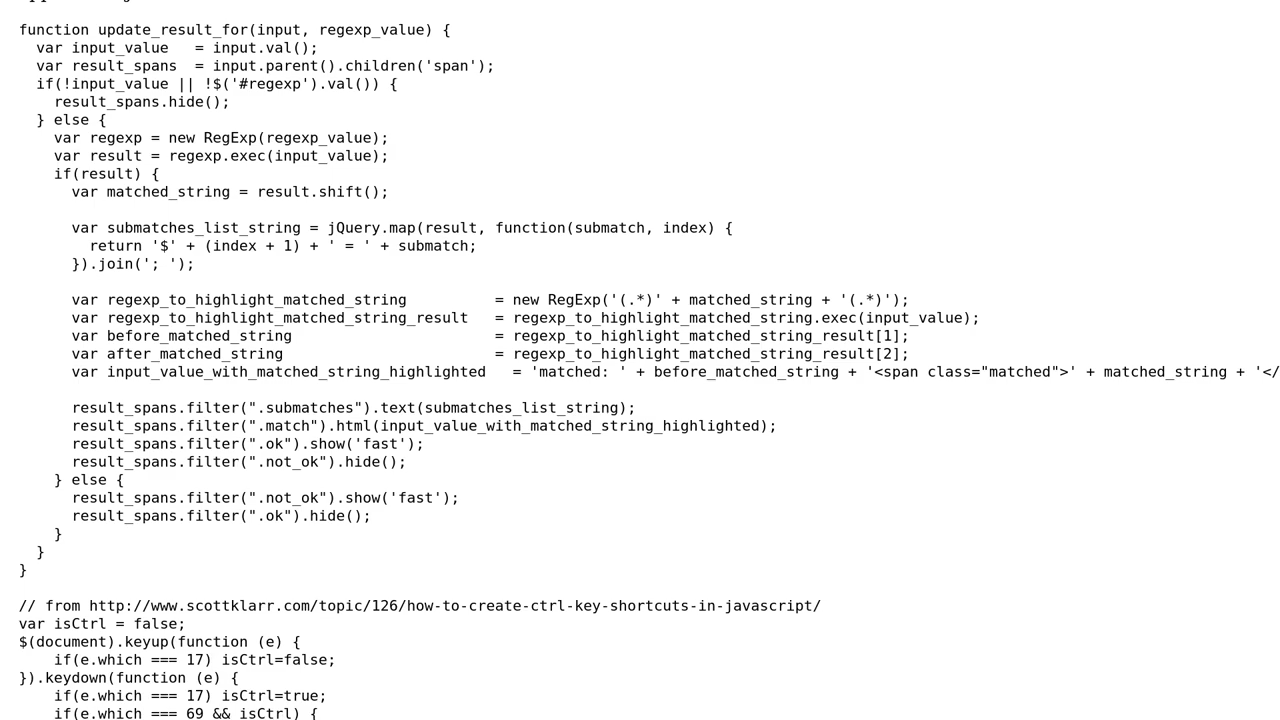 function update_result_for(input, regexp_value) {
  var input_value   = input.val();
  var result_spans  = input.parent().children('span');
  if(!input_value || !$('#regexp').val()) {
    result_spans.hide();
  } else {
    var regexp = new RegExp(regexp_value);
    var result = regexp.exec(input_value);
    if(result) {
      var matched_string = result.shift();

      var submatches_list_string = jQuery.map(result, function(submatch, index) {
        return '$' + (index + 1) + ' = ' + submatch;
      }).join('; ');

      var regexp_to_highlight_matched_string          = new RegExp('(.*)' + matched_string + '(.*)');
      var regexp_to_highlight_matched_string_result   = regexp_to_highlight_matched_string.exec(input_value);
      var before_matched_string                       = regexp_to_highlight_matched_string_result[1];
      var after_matched_string                        = regexp_to_highlight_matched_string_result[2];
      var input_value_with_matched_string_highlighted   = 'matched: ' + before_matched_string + '<span class="matched">' + matched_string + '</

      result_spans.filter(".submatches").text(submatches_list_string);
      result_spans.filter(".match").html(input_value_with_matched_string_highlighted);
      result_spans.filter(".ok").show('fast');
      result_spans.filter(".not_ok").hide();
    } else {
      result_spans.filter(".not_ok").show('fast');
      result_spans.filter(".ok").hide();
    }
  }
}

// from http://www.scottklarr.com/topic/126/how-to-create-ctrl-key-shortcuts-in-javascript/
var isCtrl = false;
$(document).keyup(function (e) {
    if(e.which === 17) isCtrl=false;
}).keydown(function (e) {
    if(e.which === 17) isCtrl=true;
    if(e.which === 69 && isCtrl) {